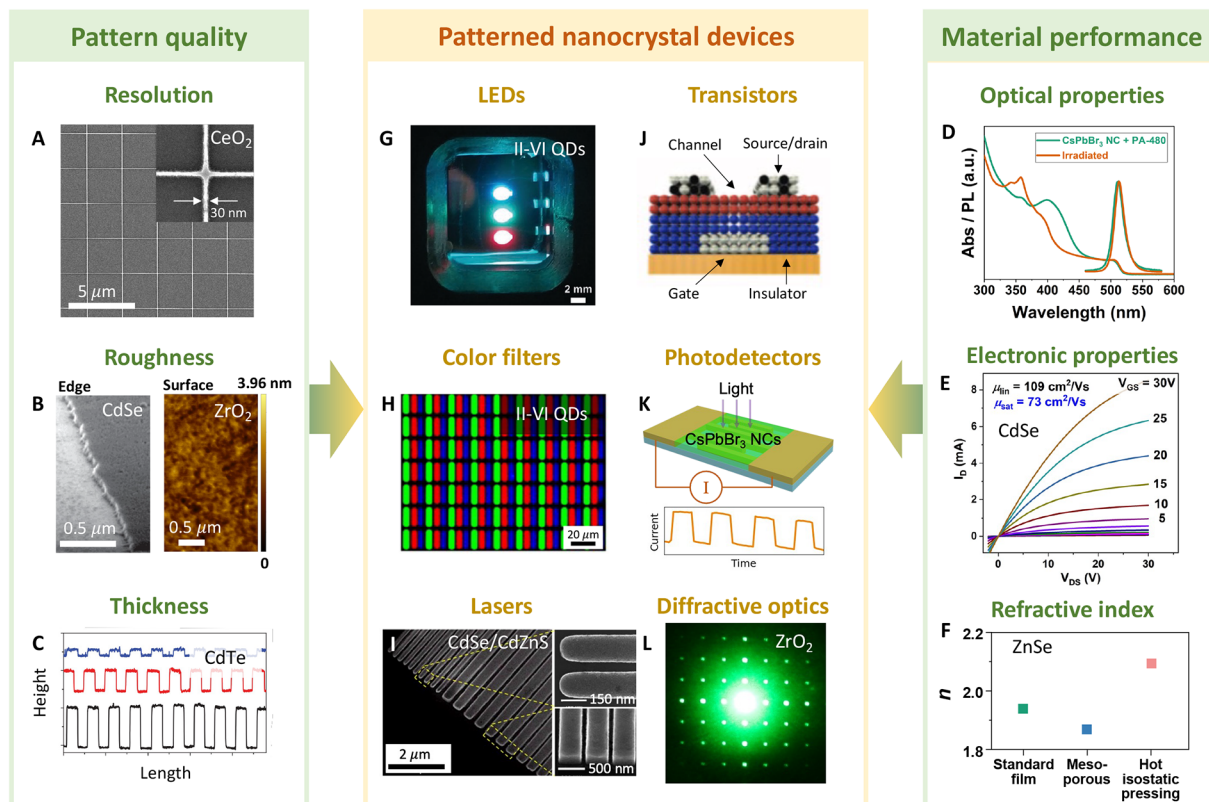 Pattern quality
Resolution
A
CeO₂
30 nm
5 μm
Roughness
B
Edge
CdSe
0.5 μm
Surface
3.96 nm
ZrO₂
0.5 μm
0
Thickness
C
CdTe
Height
Length
Patterned nanocrystal devices
LEDs
G
II-VI QDs
2 mm
Transistors
J
Channel
Source/drain
Gate
Insulator
Color filters
H
II-VI QDs
20 μm
Photodetectors
K
Light
CsPbBr₃ NCs
I
Current
Time
Lasers
I
CdSe/CdZnS
150 nm
2 μm
500 nm
Diffractive optics
L
ZrO₂
Material performance
Optical properties
D
CsPbBr₃ NC + PA-480
Irradiated
Abs / PL (a.u.)
300 350 400 450 500 550 600
Wavelength (nm)
Electronic properties
E
μlin = 109 cm²/Vs
μsat = 73 cm²/Vs
VGS = 30V
CdSe
25
20
15
10
5
ID (mA)
8
6
4
2
0
0 10 20 30
VDS (V)
Refractive index
F
ZnSe
n
2.2
2.0
1.8
Standard film
Meso-porous
Hot isostatic pressing